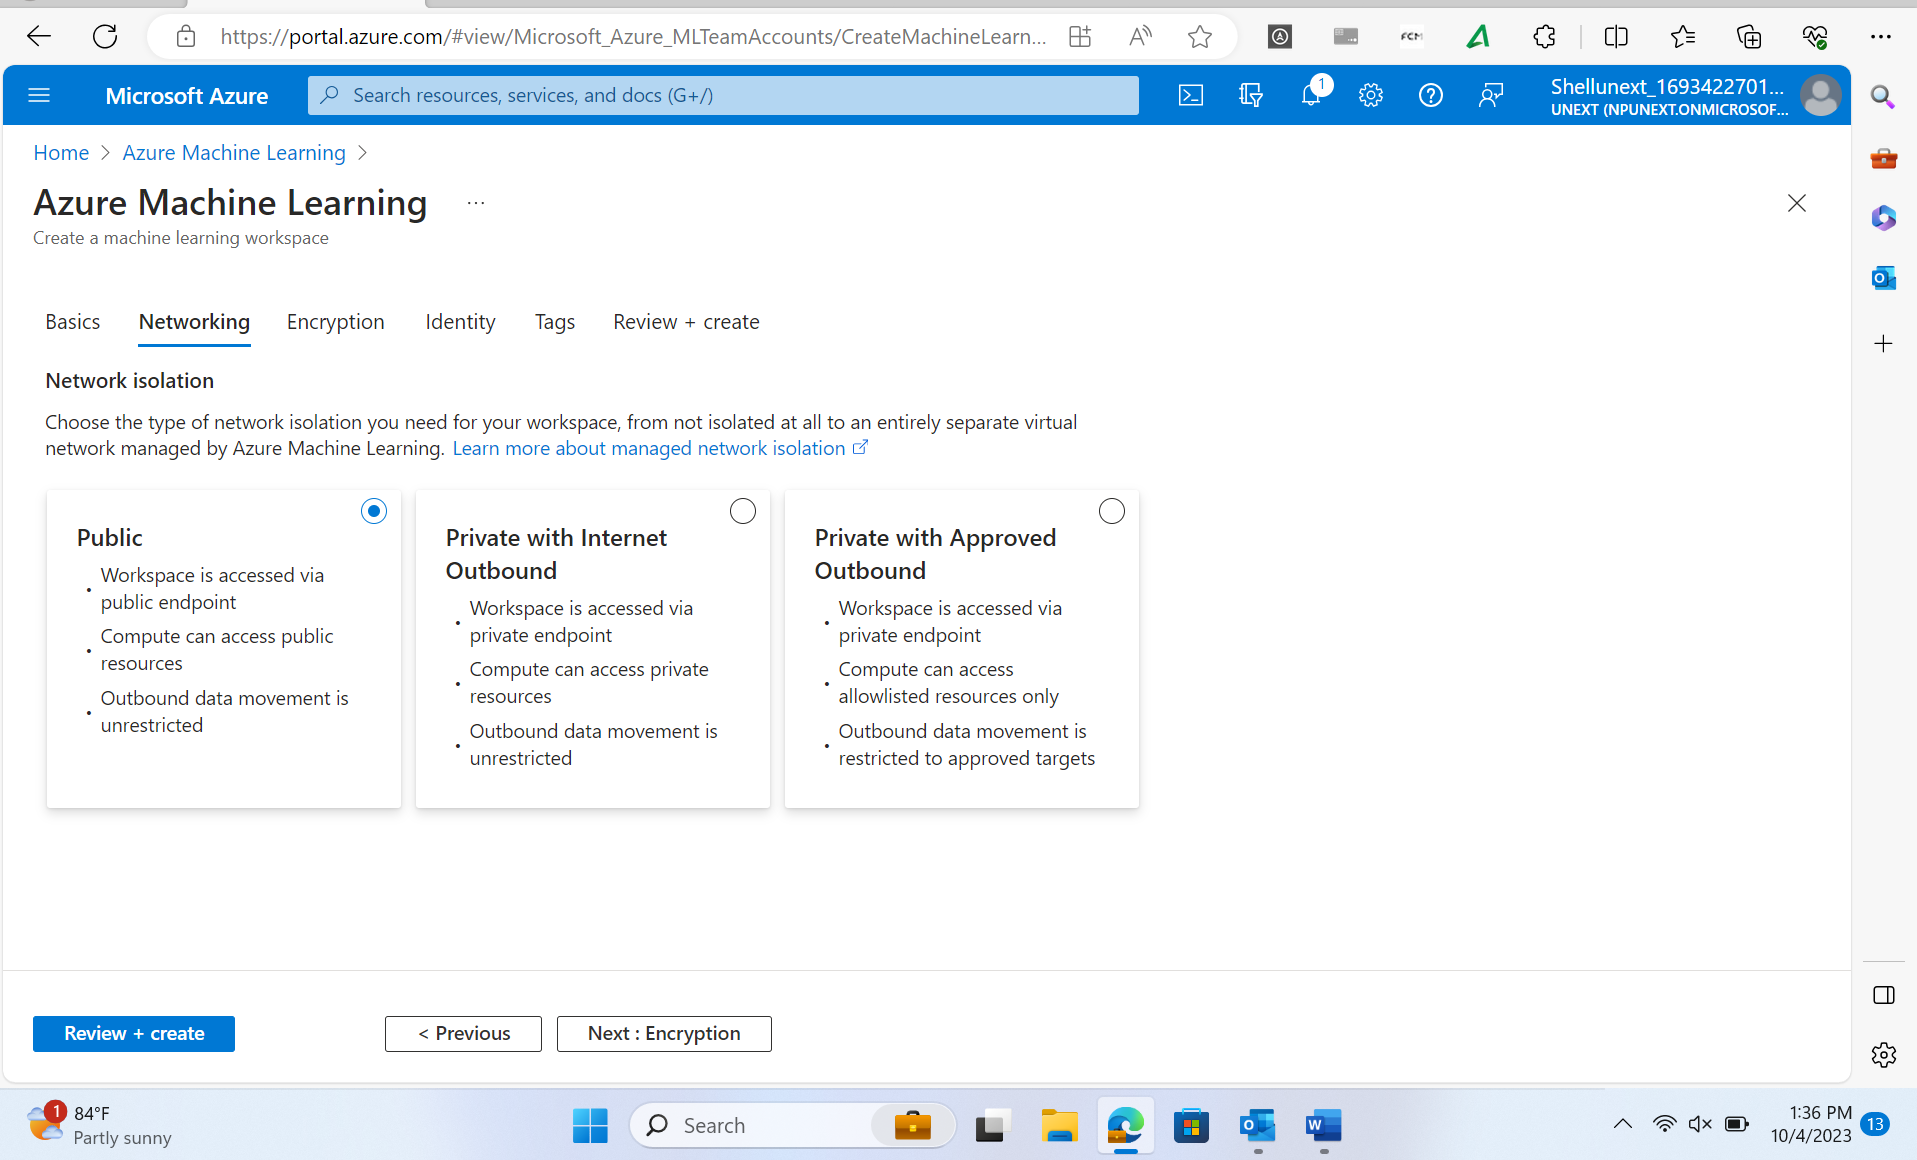 https://portal.azure.com/#view/Microsoft_Azure_MLTeamAccounts/CreateMachineLearn...
FCM
Microsoft Azure
Search resources, services, and docs (G+/)
1
Shellunext_1693422701...
UNEXT (NPUNEXT.ONMICROSOF...
Home > Azure Machine Learning >
Azure Machine Learning ...
Create a machine learning workspace
Basics Networking Encryption Identity Tags Review + create
Network isolation
Choose the type of network isolation you need for your workspace, from not isolated at all to an entirely separate virtual
network managed by Azure Machine Learning. Learn more about managed network isolation
Public
• Workspace is accessed via
public endpoint
• Compute can access public
resources
• Outbound data movement is
unrestricted
Private with Internet
Outbound
• Workspace is accessed via
private endpoint
• Compute can access private
resources
• Outbound data movement is
unrestricted
Private with Approved
Outbound
• Workspace is accessed via
private endpoint
• Compute can access
allowlisted resources only
• Outbound data movement is
restricted to approved targets
Review + create
< Previous
Next : Encryption
1
84°F
Partly sunny
Search
1:36 PM
10/4/2023
13